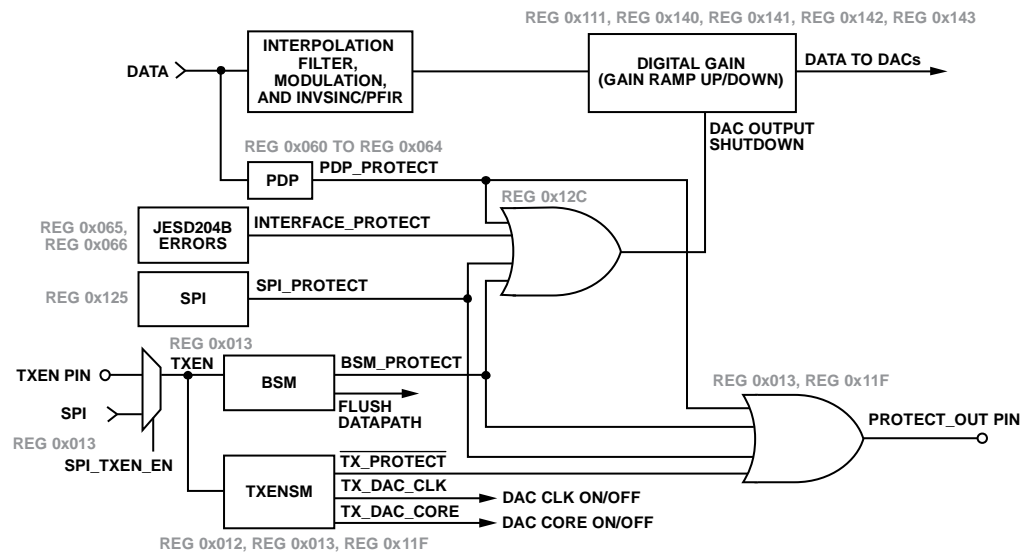 REG 0x111, REG 0x140, REG 0x141, REG 0x142, REG 0x143
DATA
INTERPOLATION
FILTER,
MODULATION,
AND INVSINC/PFIR
DIGITAL GAIN
(GAIN RAMP UP/DOWN)
DATA TO DACs
DAC OUTPUT
SHUTDOWN
REG 0x060 TO REG 0x064
PDP
PDP_PROTECT
REG 0x12C
REG 0x065,
REG 0x066
JESD204B
ERRORS
INTERFACE_PROTECT
REG 0x125
SPI
SPI_PROTECT
REG 0x013
TXEN PIN
TXEN
BSM
BSM_PROTECT
FLUSH
DATAPATH
SPI
REG 0x013
SPI_TXEN_EN
REG 0x013, REG 0x11F
PROTECT_OUT PIN
TXENSM
TX_PROTECT
TX_DAC_CLK
DAC CLK ON/OFF
TX_DAC_CORE
DAC CORE ON/OFF
REG 0x012, REG 0x013, REG 0x11F